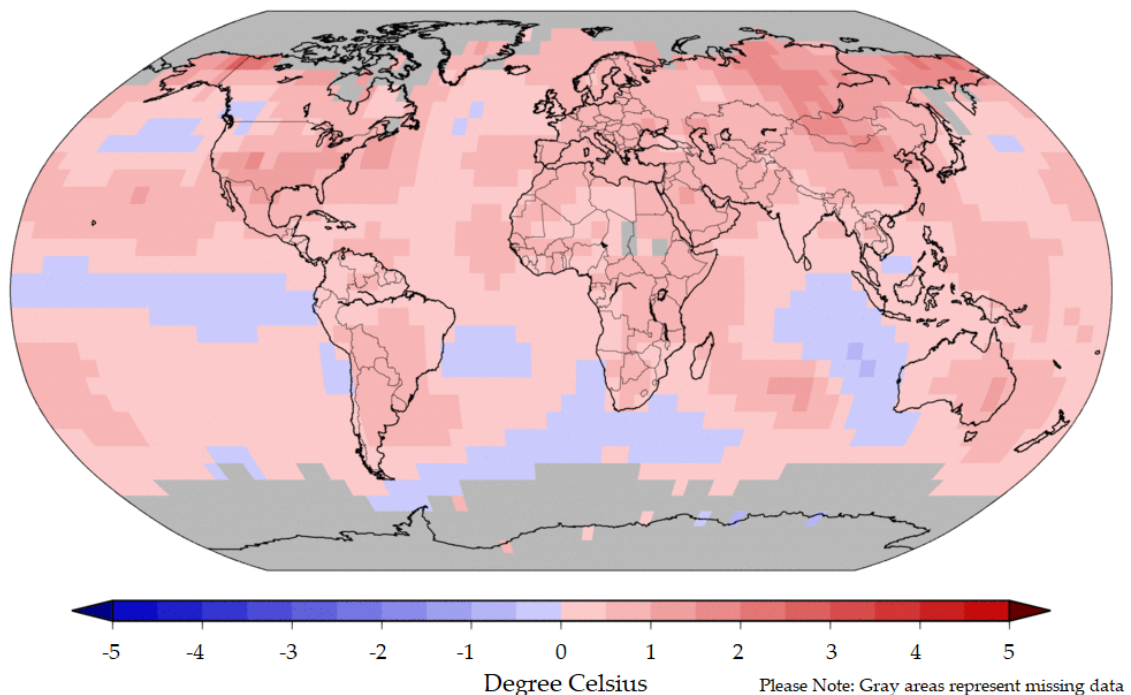 -5 -4 -3 -2 -1 0 1 2 3 4 5
Degree Celsius
Please Note: Gray areas represent missing data